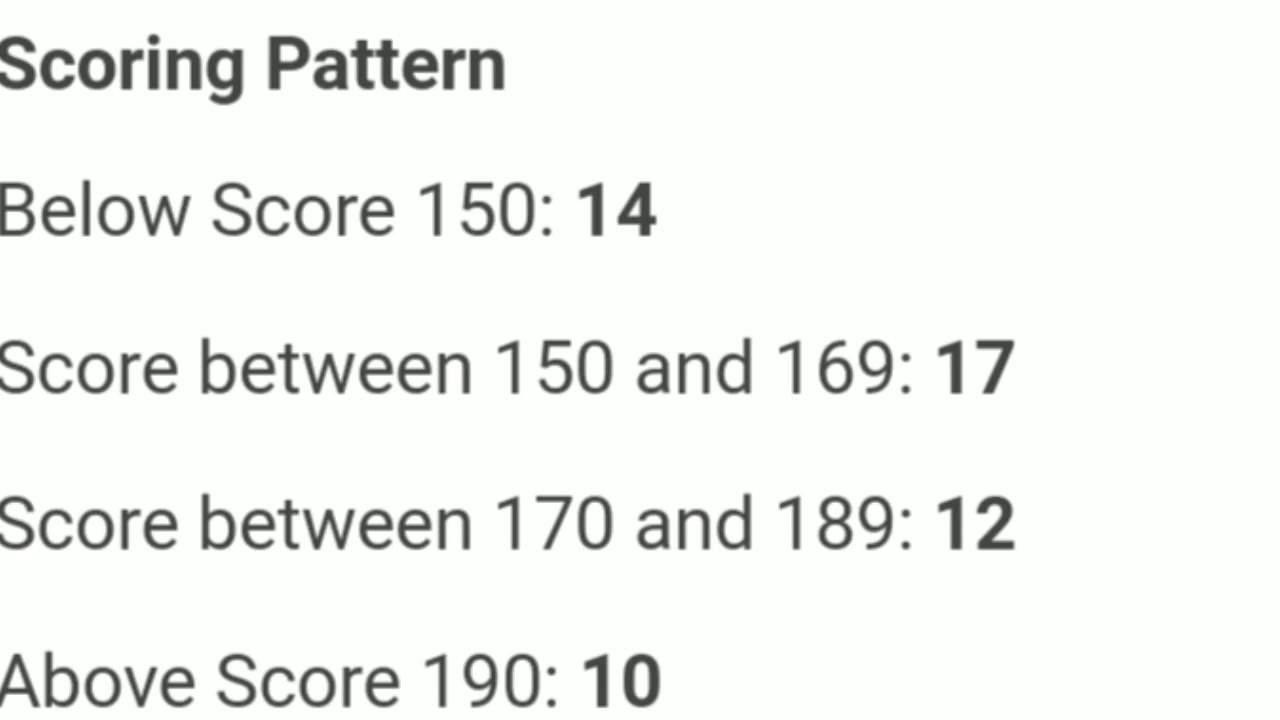 Scoring Pattern
Below Score 150: 14
Score between 150 and 169: 17
Score between 170 and 189: 12
Above Score 190: 10